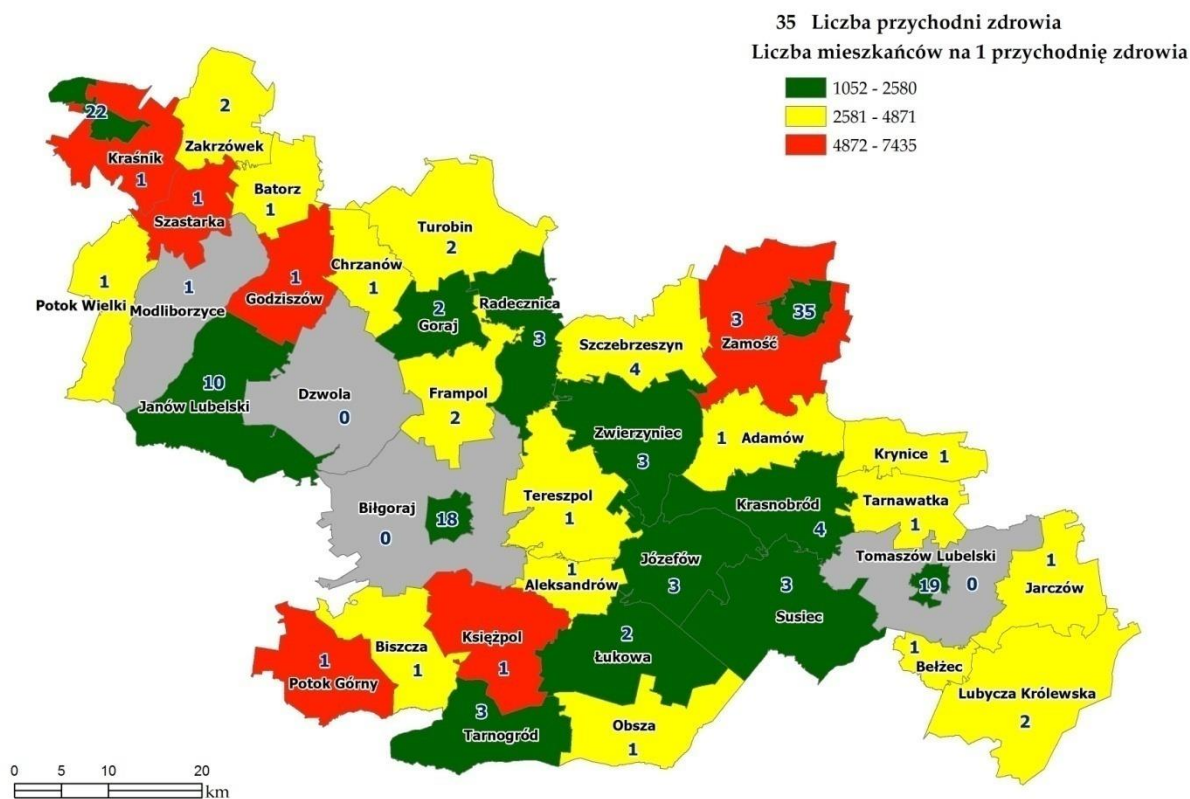 35 Liczba przychodni zdrowia
Liczba mieszkańców na 1 przychodnię zdrowia
1052 - 2580
2581 - 4871
4872 - 7435
22
Kraśnik
1
2
Zakrzówek
1
Szastarka
Batorz
1
1
Potok Wielki
1
Modliborzyce
1
Godziszów
Chrzanów
1
Turobin
2
2
Goraj
Radecznica
3
Szczebrzeszyn
4
3
Zamość
35
10
Janów Lubelski
Dzwola
0
Frampol
2
Zwierzyniec
3
1 Adamów
Krynice 1
Biłgoraj
0
18
Tereszpol
1
Krasnobród
4
Tarnawatka
1
1
Aleksandrów
Józefów
3
3
Susiec
Tomaszów Lubelski
19
0
1
Jarczów
1
Potok Górny
Biszcza
1
Księżpol
1
2
Łukowa
1
Bełżec
Lubycza Królewska
2
3
Tarnogród
Obsza
1
0 5 10 20
km